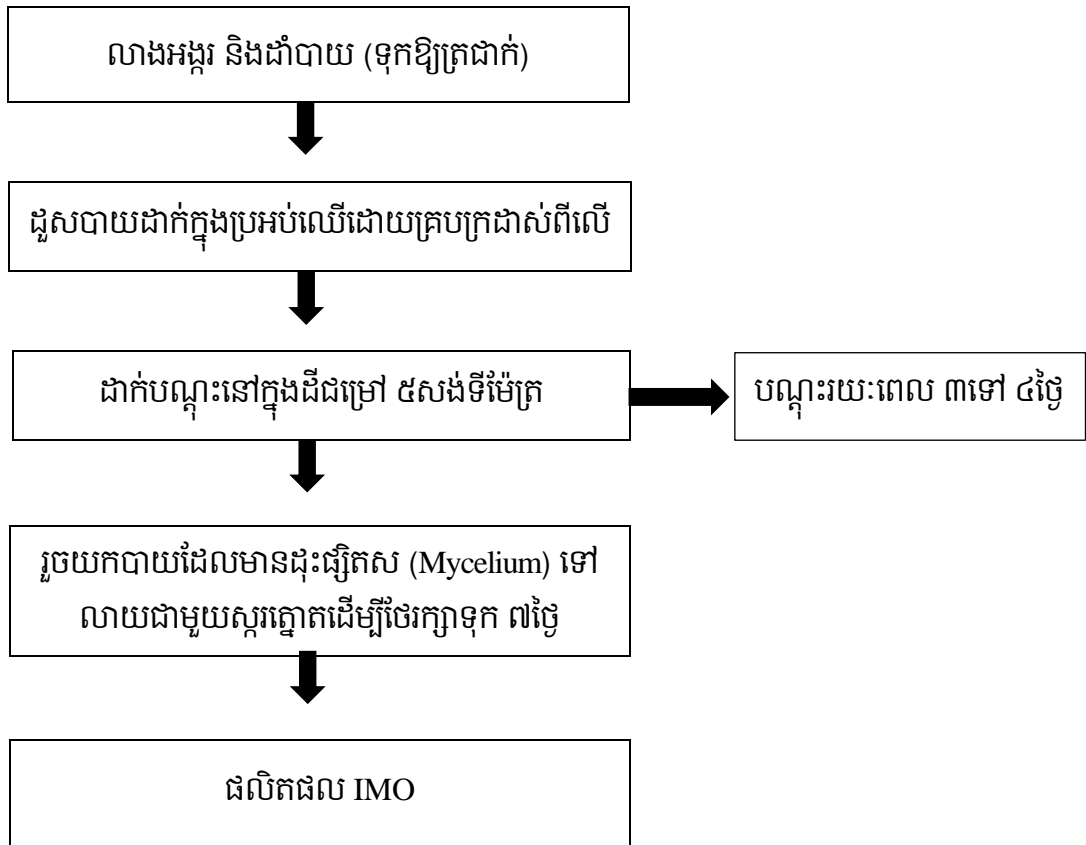 លាងអង្ករ និងដាំបាយ (ទុកឱ្យត្រជាក់)
ដួសបាយដាក់ក្នុងប្រអប់ឈើដោយគ្របក្រដាស់ពីលើ
ដាក់បណ្តុះនៅក្នុងដីជម្រៅ ៥សង់ទីម៉ែត្រ
បណ្តុះរយៈពេល ៣ទៅ ៤ថ្ងៃ
រួចយកបាយដែលមានដុះផ្សិតស (Mycelium) ទៅ
លាយជាមួយស្ករត្នោតដើម្បីថែរក្សាទុក ៧ថ្ងៃ
ផលិតផល IMO